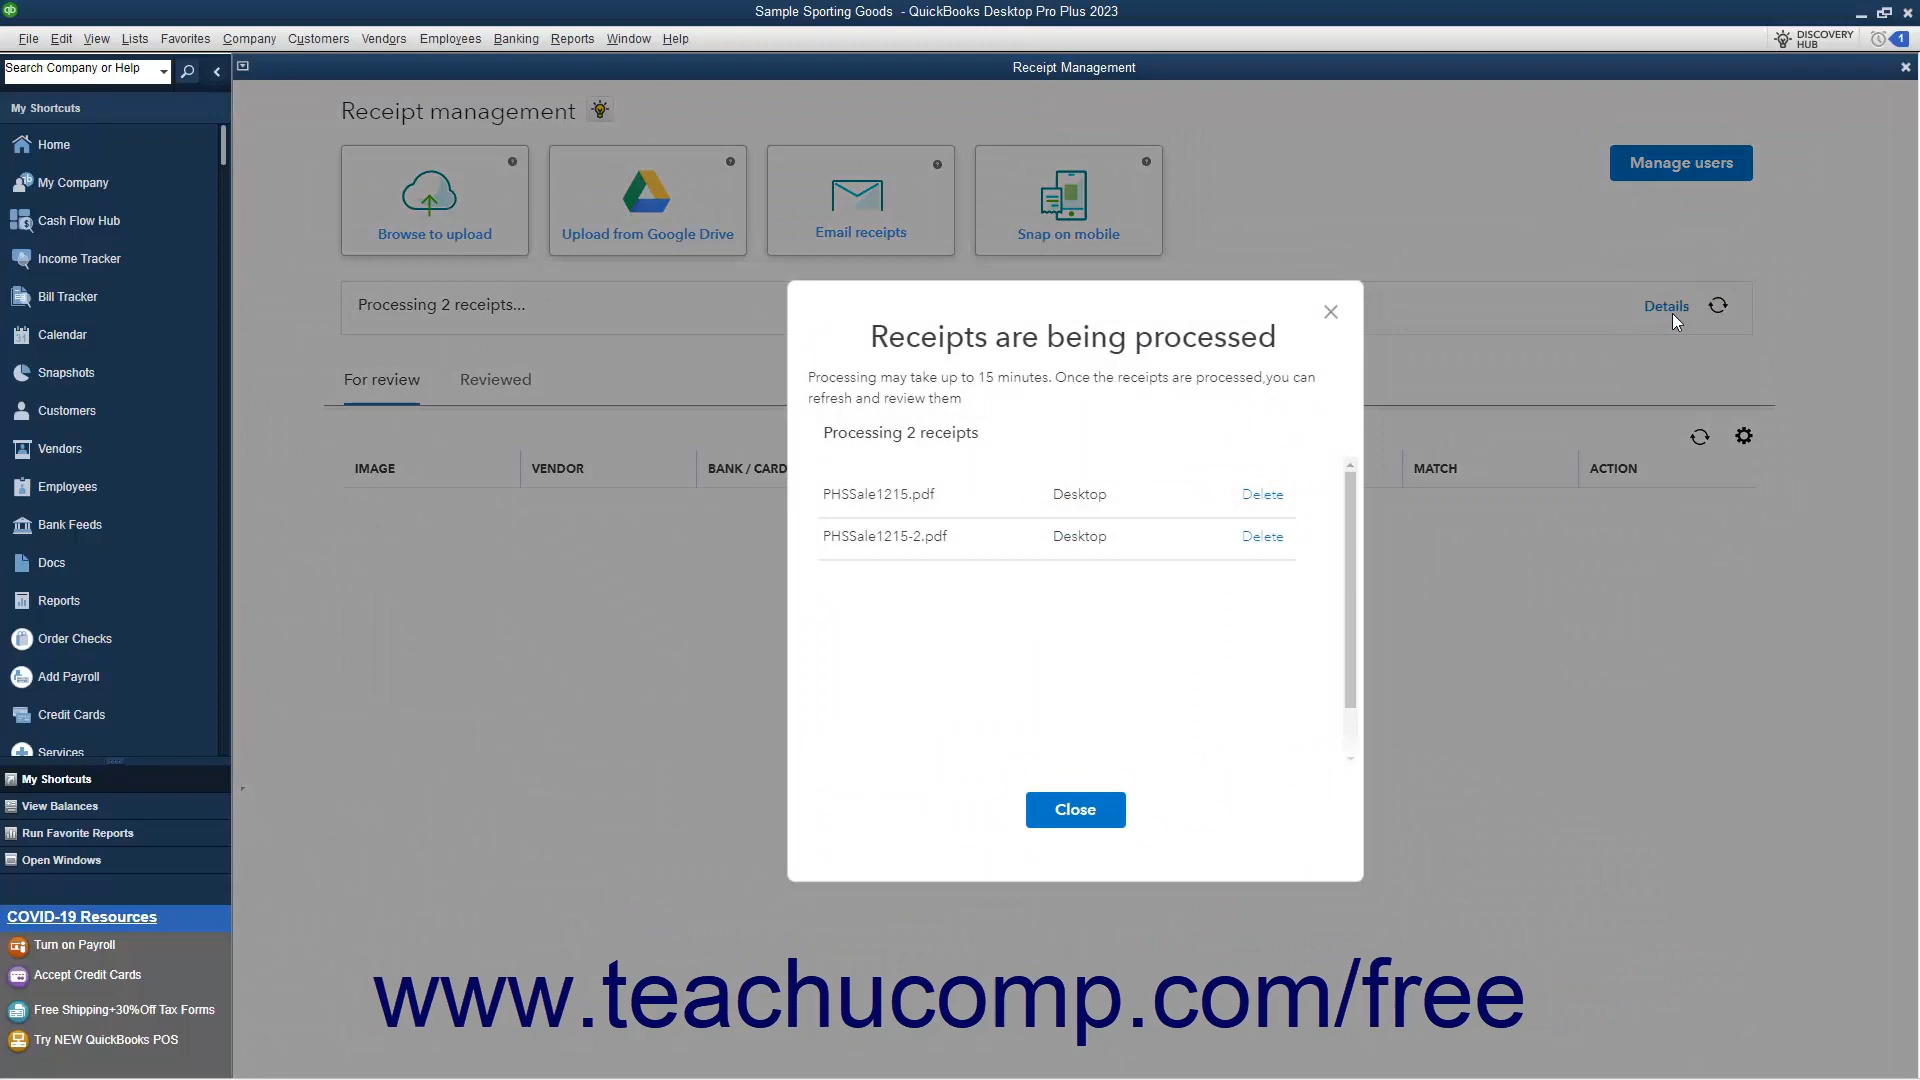 Sample Sporting Goods - QuickBooks Desktop Pro Plus 2023
File Edit View Lists Favorites Company Customers Vendors Employees Banking Reports Window Help
DISCOVERY
HUB
1
Search Company or Help
Receipt Management
My Shortcuts
Home
My Company
Cash Flow Hub
Income Tracker
Bill Tracker
Calendar
Snapshots
Customers
Vendors
Employees
Bank Feeds
Docs
Reports
Order Checks
Add Payroll
Credit Cards
Services
My Shortcuts
View Balances
Run Favorite Reports
Open Windows
COVID-19 Resources
Turn on Payroll
Accept Credit Cards
Free Shipping+30%Off Tax Forms
Try NEW QuickBooks POS
Receipt management
Manage users
Browse to upload
Upload from Google Drive
Email receipts
Snap on mobile
Processing 2 receipts...
Details
For review Reviewed
IMAGE VENDOR BANK / CARD MATCH ACTION
Receipts are being processed
Processing may take up to 15 minutes. Once the receipts are processed,you can
refresh and review them
Processing 2 receipts
PHSSale1215.pdf Desktop Delete
PHSSale1215-2.pdf Desktop Delete
Close
www.teachucomp.com/free